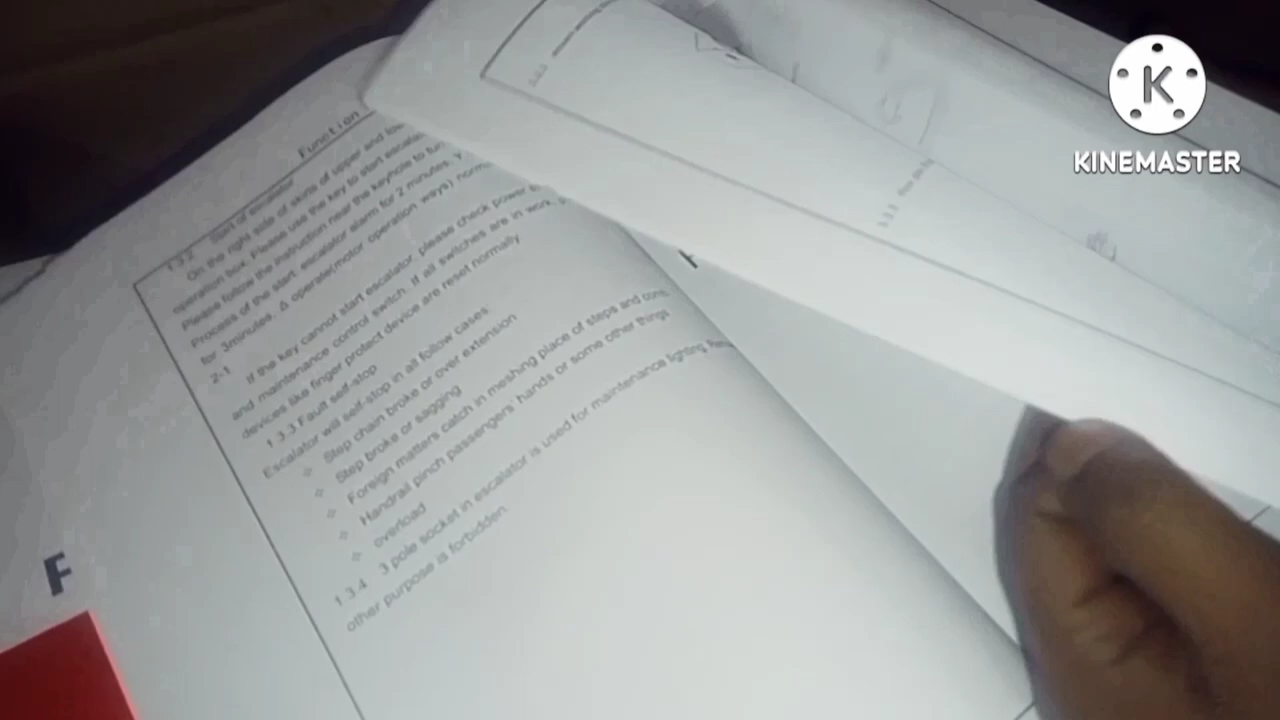 Function
1.3.2 Start of escalator
On the right side of skirts of upper and
operation box. Please use the key to start
Please follow the instruction near the keyhole to
Process of the start: escalator alarm for 2 minutes.
for 3minutes. Δ operate(motor operation ways)
2-1
If the key cannot start escalator, please check power
and maintenance control switch. If all switches are in work,
devices like finger protect device are reset normally
1.3.3 Fault self-stop
Escalator will self-stop in all follow cases.
Step chain broke or over extension
Step broke or sagging
Foreign matters catch in meshing place of steps and
Handrail pinch passengers' hands or some other things
overload
1.3.4 3 pole socket in escalator is used for maintenance lighting.
other purpose is forbidden.
F
K
KINEMASTER